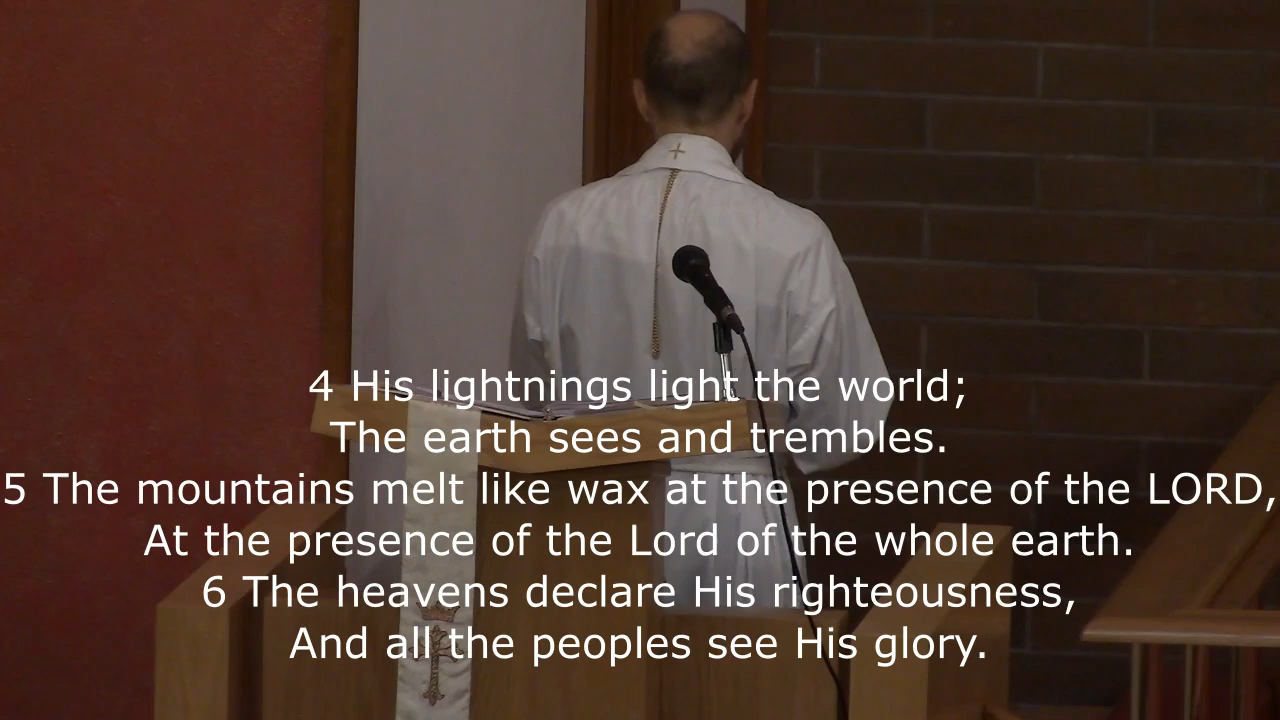 4 His lightnings light the world;
The earth sees and trembles.
5 The mountains melt like wax at the presence of the LORD,
At the presence of the Lord of the whole earth.
6 The heavens declare His righteousness,
And all the peoples see His glory.